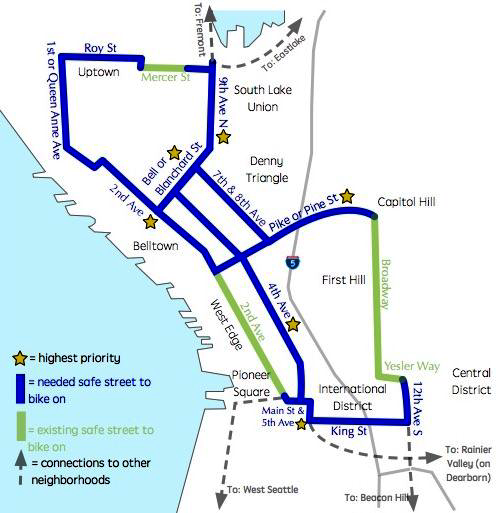 To: Fremont
To: Eastlake
Roy St
Uptown
Mercer St
1st or Queen Anne Ave
9th Ave N
South Lake
Union
Bell or
Blanchard St
Denny
Triangle
7th & 8th Ave
2nd Ave
Pike or Pine St
Capitol Hill
Belltown
5
First Hill
Broadway
4th Ave
2nd Ave
West Edge
Yesler Way
Pioneer
Square
International
District
Central
District
12th Ave S
Main St &
5th Ave
King St
= highest priority
= needed safe street to
bike on
= existing safe street to
bike on
= connections to other
neighborhoods
To: West Seattle
To: Beacon Hill
To: Rainier
Valley (on
Dearborn)